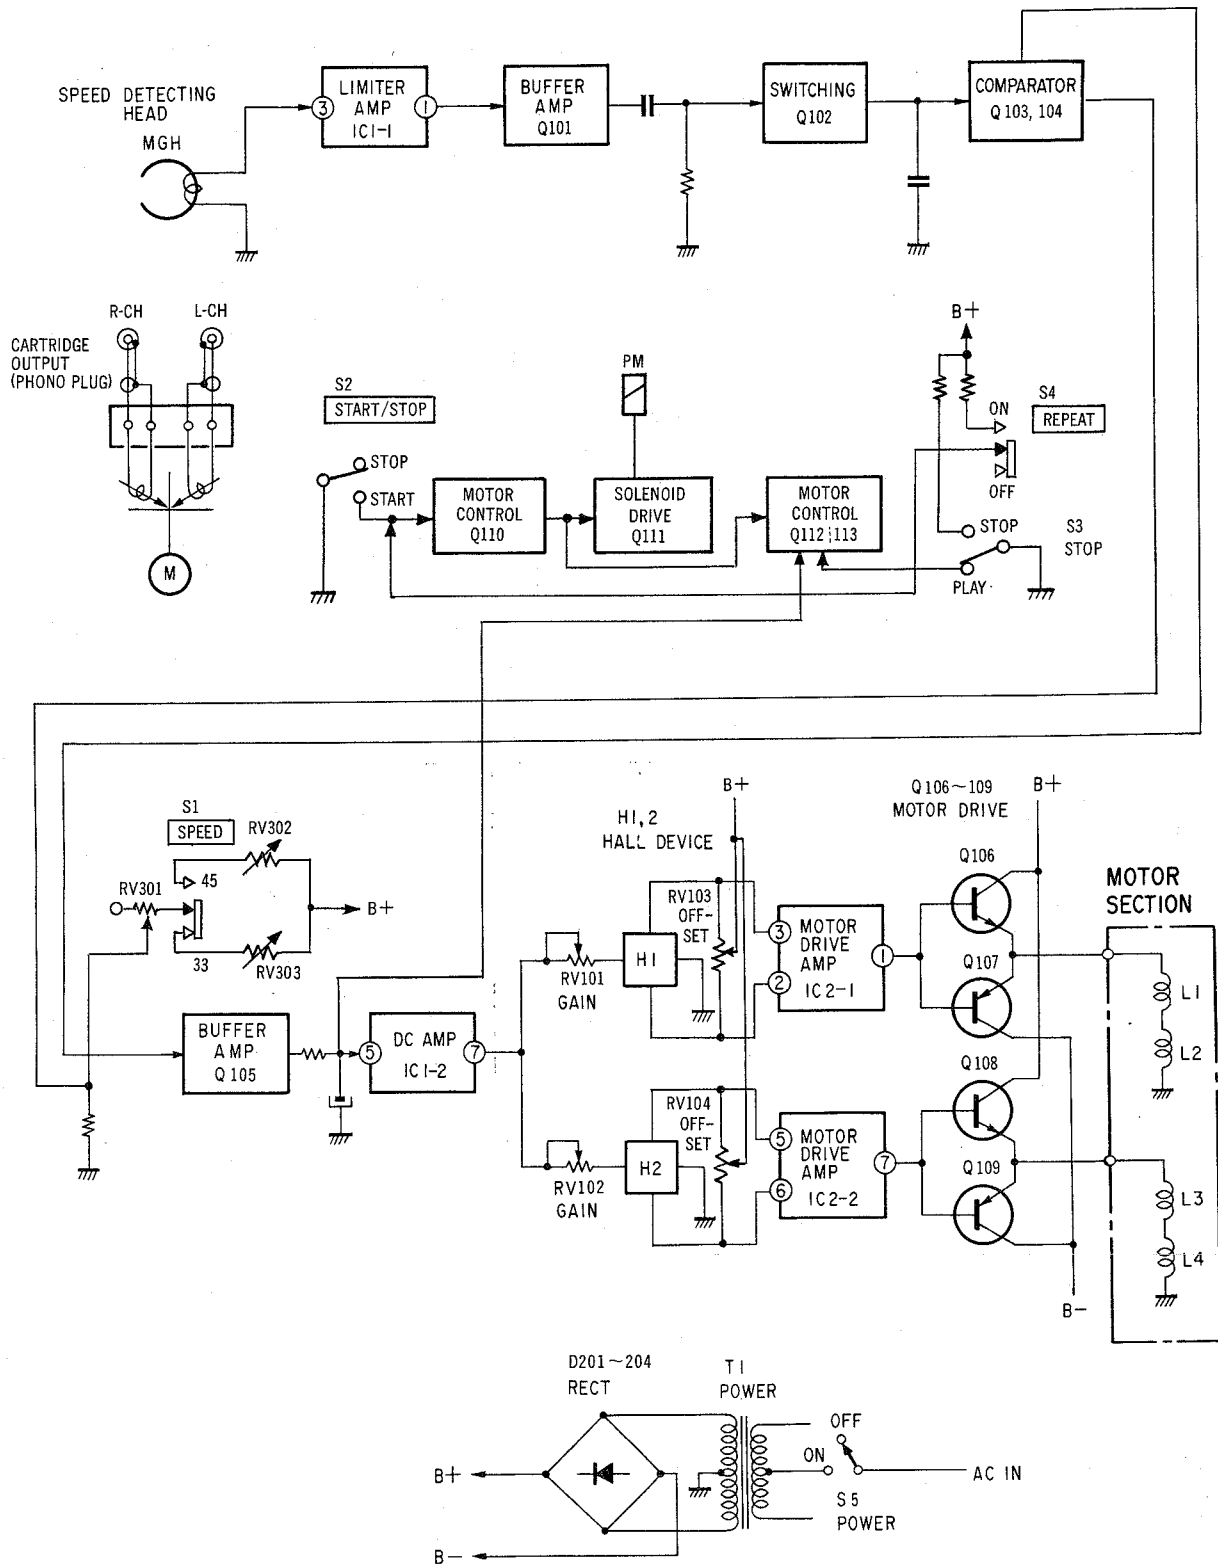 SPEED DETECTING
HEAD
MGH
3
LIMITER
AMP
IC1-1
1
BUFFER
AMP
Q101
SWITCHING
Q102
COMPARATOR
Q103, 104
R-CH
L-CH
CARTRIDGE
OUTPUT
(PHONO PLUG)
M
S2
START/STOP
STOP
START
MOTOR
CONTROL
Q110
PM
SOLENOID
DRIVE
Q111
MOTOR
CONTROL
Q112 113
B+
ON
OFF
S4
REPEAT
STOP
PLAY
S3
STOP
S1
SPEED
RV302
RV301
45
33
RV303
B+
BUFFER
AMP
Q105
5
DC AMP
IC1-2
7
RV101
GAIN
RV102
GAIN
H1,2
HALL DEVICE
B+
H1
RV103
OFF-
SET
3
2
MOTOR
DRIVE
AMP
IC2-1
1
H2
RV104
OFF-
SET
5
6
MOTOR
DRIVE
AMP
IC2-2
7
Q106~109
MOTOR DRIVE
B+
Q106
Q107
Q108
Q109
B-
MOTOR
SECTION
L1
L2
L3
L4
D201~204
RECT
T1
POWER
OFF
ON
S5
POWER
AC IN
B+
B-